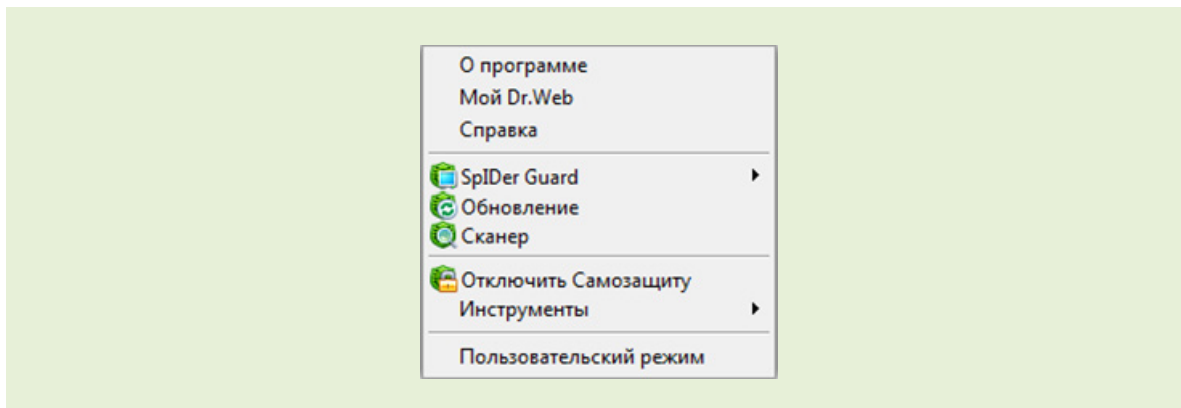 О программе
Мой Dr.Web
Справка
SpIDer Guard
Обновление
Сканер
Отключить Самозащиту
Инструменты
Пользовательский режим